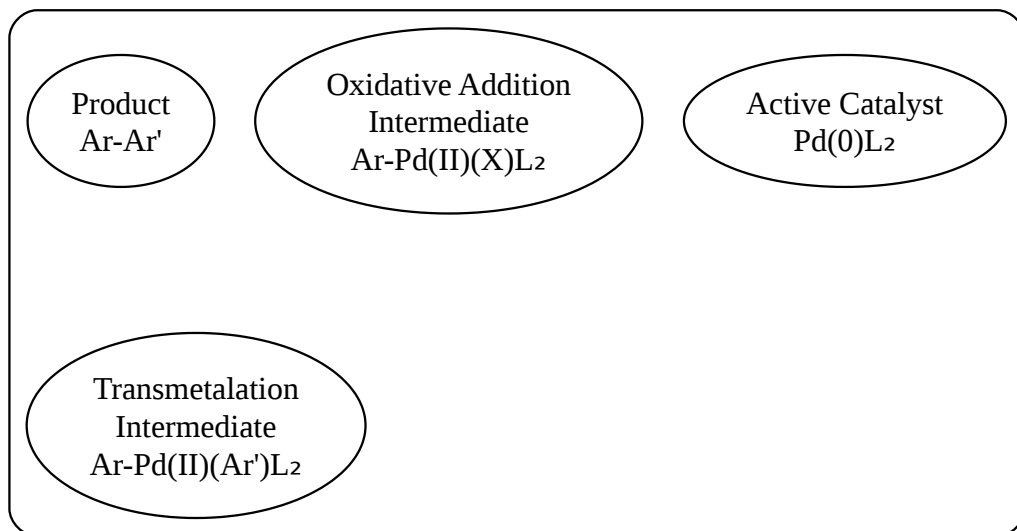 Product
Ar-Ar'
Oxidative Addition
Intermediate
Ar-Pd(II)(X)L₂
Active Catalyst
Pd(0)L₂
Transmetalation
Intermediate
Ar-Pd(II)(Ar')L₂